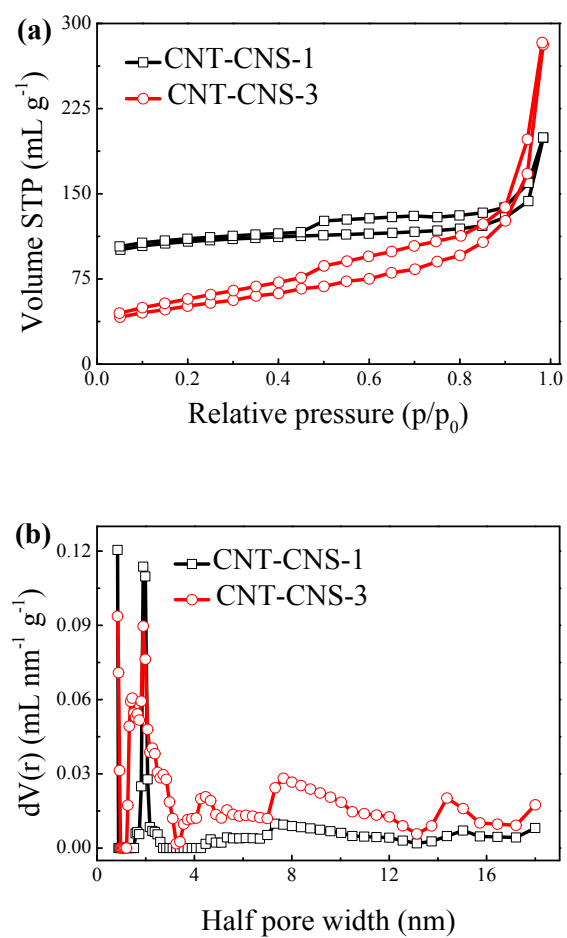 (a)
300
225
150
75
0
Volume STP (mL g⁻¹)
CNT-CNS-1
CNT-CNS-3
0.0 0.2 0.4 0.6 0.8 1.0
Relative pressure (p/p₀)
(b)
0.12
0.09
0.06
0.03
0.00
dV(r) (mL nm⁻¹ g⁻¹)
CNT-CNS-1
CNT-CNS-3
0 4 8 12 16
Half pore width (nm)